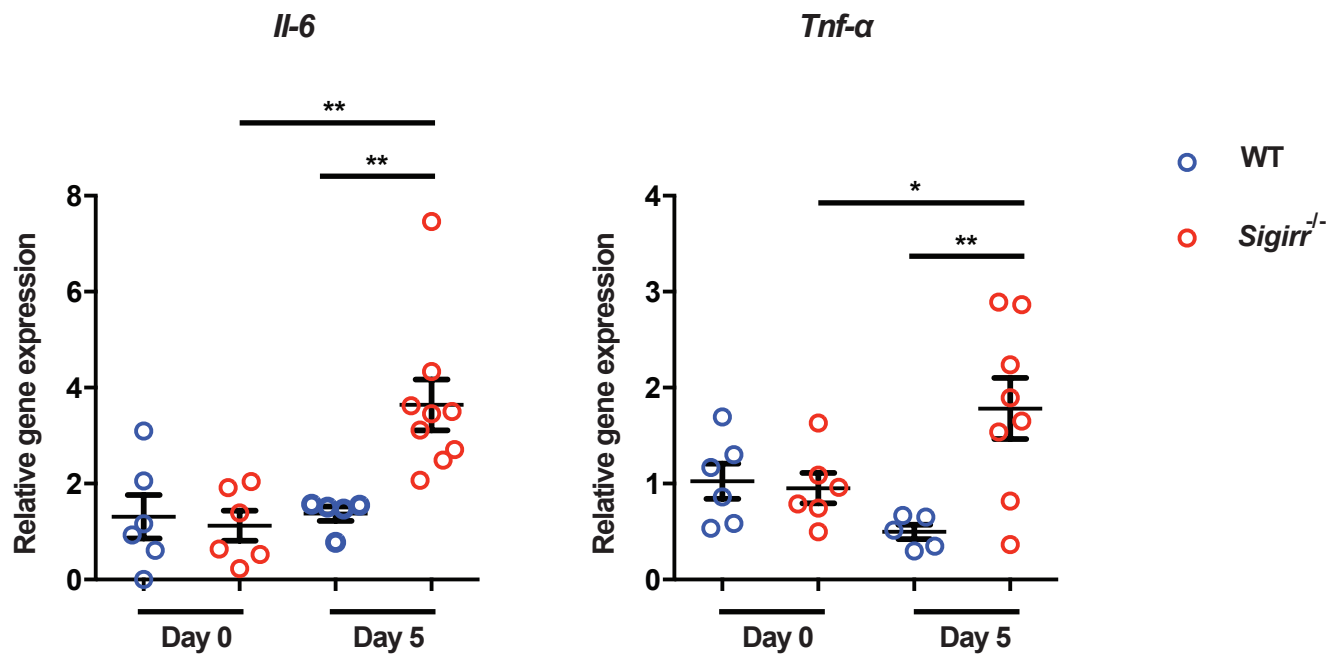 Il-6
**
**
8
6
4
2
0
Relative gene expression
Day 0
Day 5
Tnf-α
*
**
4
3
2
1
0
Relative gene expression
Day 0
Day 5
WT
Sigirr-/-